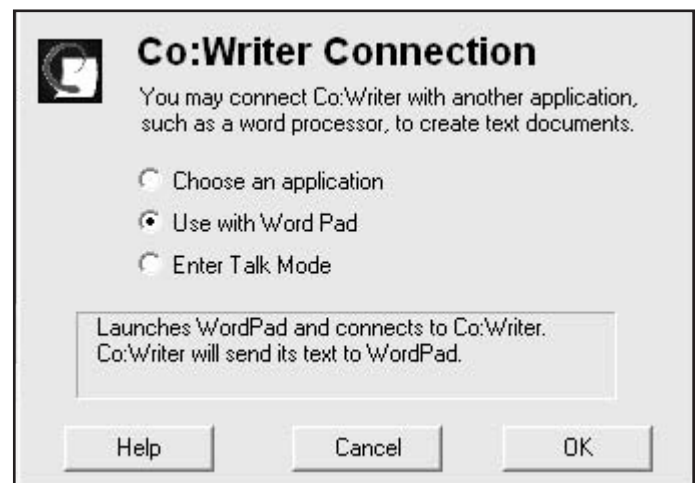 Co:Writer Connection
You may connect Co:Writer with another application,
such as a word processor, to create text documents.
Choose an application
Use with Word Pad
Enter Talk Mode
Launches WordPad and connects to Co:Writer.
Co:Writer will send its text to WordPad.
Help
Cancel
OK